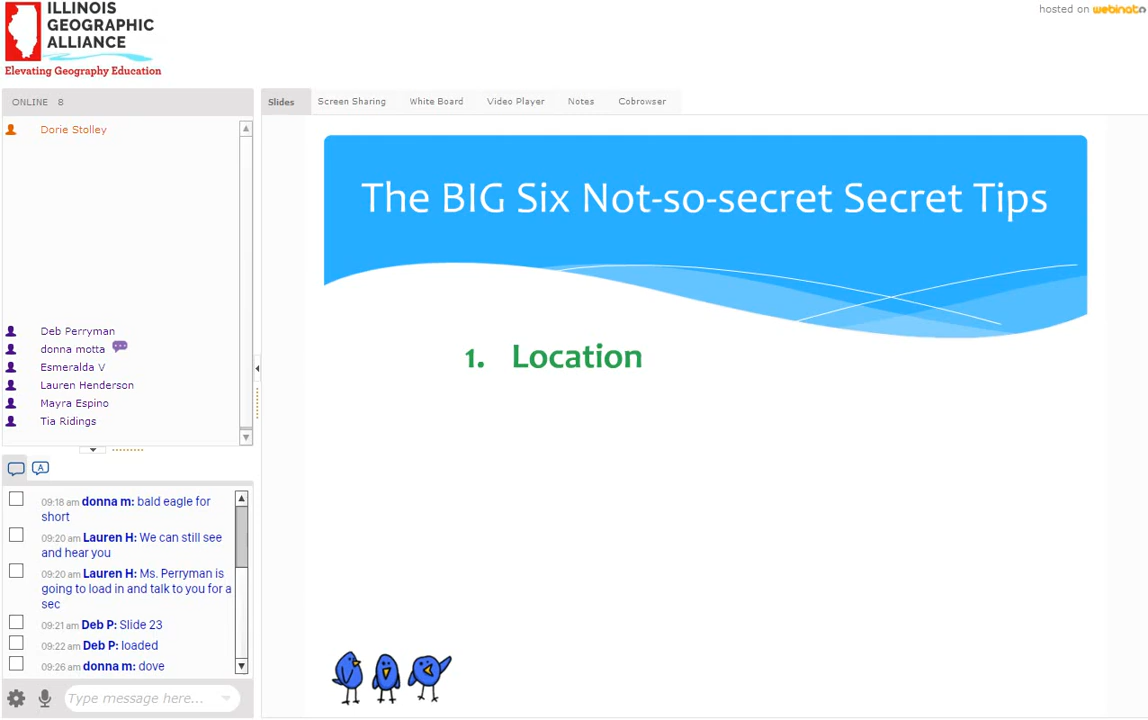 ILLINOIS
GEOGRAPHIC
ALLIANCE
Elevating Geography Education
hosted on webinato
ONLINE 8
Dorie Stolley
Deb Perryman
donna motta
Esmeralda V
Lauren Henderson
Mayra Espino
Tia Ridings
A
09:18 am donna m: bald eagle for
short
09:20 am Lauren H: We can still see
and hear you
09:20 am Lauren H: Ms. Perryman is
going to load in and talk to you for a
sec
09:21 am Deb P: Slide 23
09:22 am Deb P: loaded
09:26 am donna m: dove
Type message here...
Slides Screen Sharing White Board Video Player Notes Cobrowser
The BIG Six Not-so-secret Secret Tips
1. Location